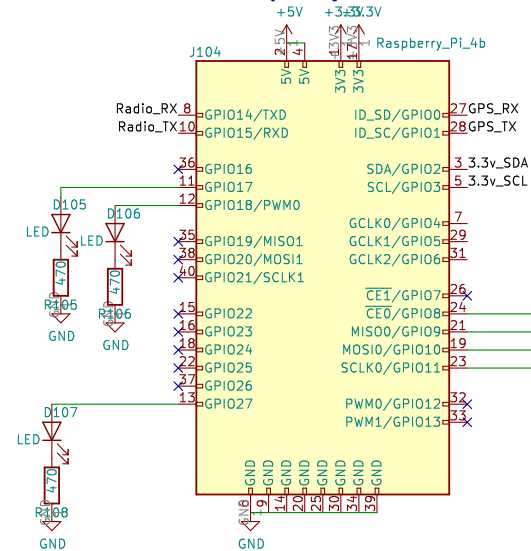 +5V
+3.3V
+3.3V
Raspberry_Pi_4b
J104
2
4
17
1
5V
5V
3V3
3V3
Radio_RX 8 GPIO14/TXD
Radio_TX 10 GPIO15/RXD
36 GPIO16
11 GPIO17
12 GPIO18/PWM0
35 GPIO19/MISO1
38 GPIO20/MOSI1
40 GPIO21/SCLK1
15 GPIO22
16 GPIO23
18 GPIO24
22 GPIO25
37 GPIO26
13 GPIO27
ID_SD/GPIO0 27 GPS_RX
ID_SC/GPIO1 28 GPS_TX
SDA/GPIO2 3 3.3v_SDA
SCL/GPIO3 5 3.3v_SCL
GCLK0/GPIO4 7
GCLK1/GPIO5 29
GCLK2/GPIO6 31
CE1/GPIO7 26
CE0/GPIO8 24
MISO0/GPIO9 21
MOSI0/GPIO10 19
SCLK0/GPIO11 23
PWM0/GPIO12 32
PWM1/GPIO13 33
D105
LED
470
R105
GND
D106
LED
470
R106
GND
D107
LED
470
R108
GND
GND GND GND GND GND GND GND GND
6 9 14 20 25 30 34 39
GND